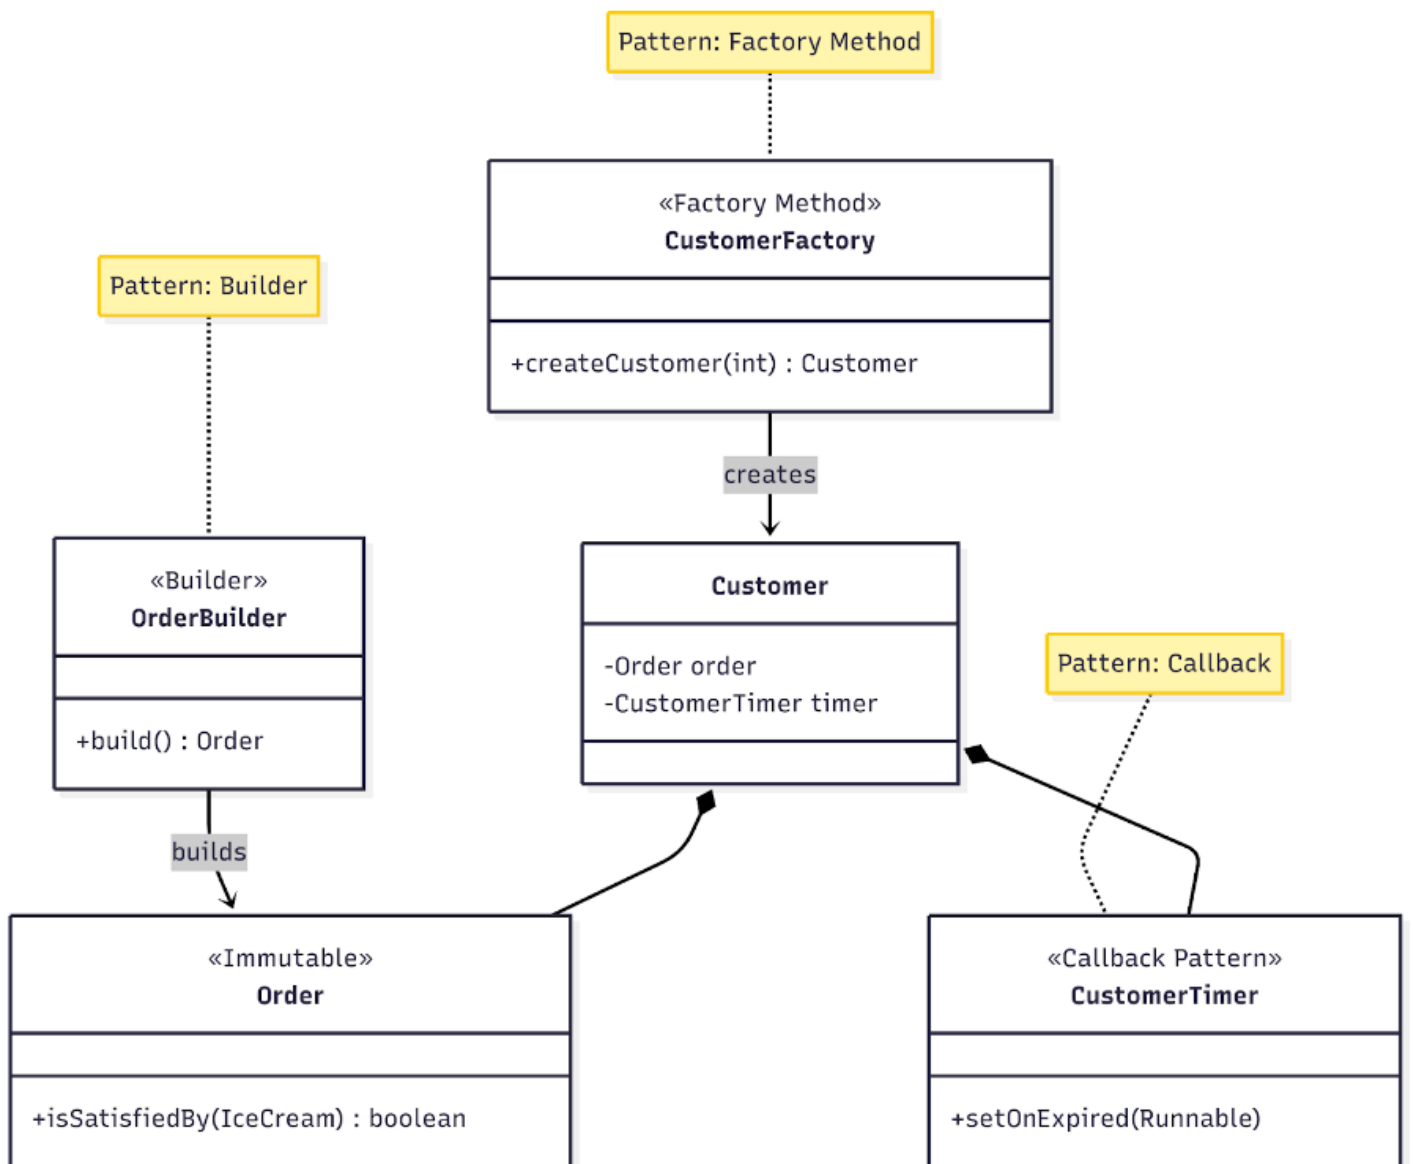 Pattern: Factory Method
«Factory Method»
CustomerFactory
+createCustomer(int) : Customer
creates
Pattern: Builder
«Builder»
OrderBuilder
+build() : Order
builds
Customer
-Order order
-CustomerTimer timer
Pattern: Callback
«Immutable»
Order
+isSatisfiedBy(IceCream) : boolean
«Callback Pattern»
CustomerTimer
+setOnExpired(Runnable)